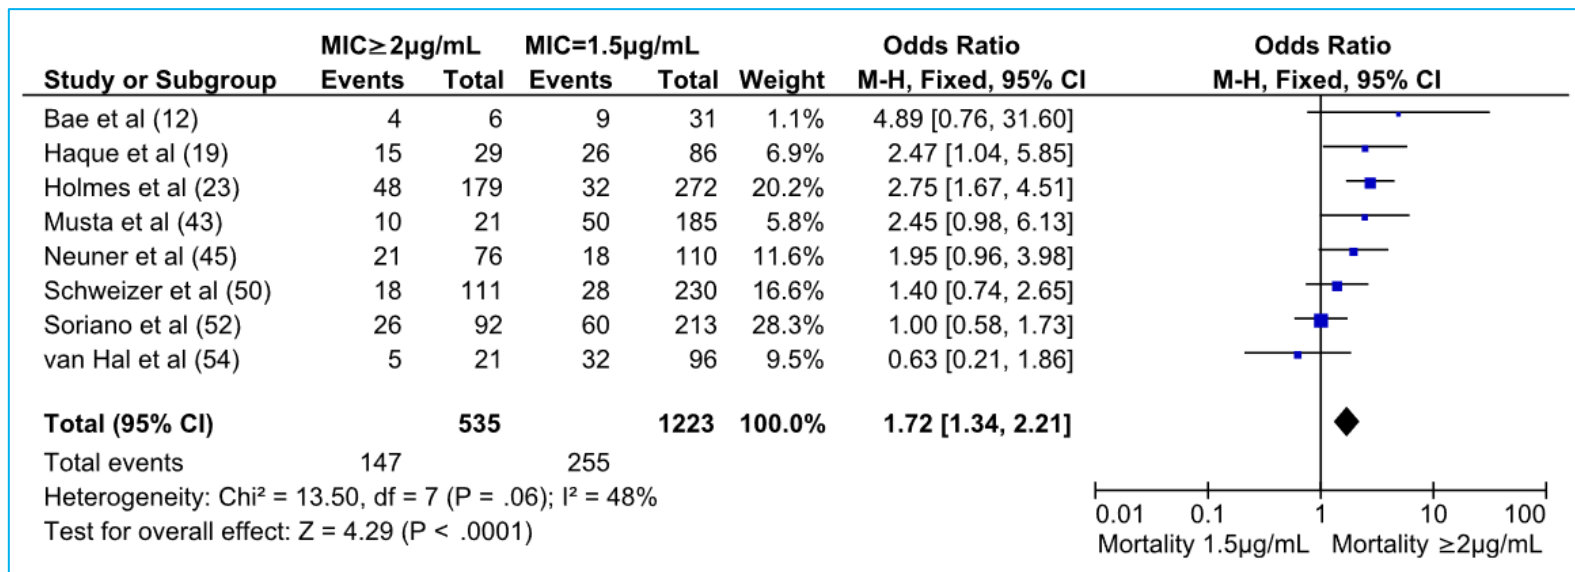 MIC≥2µg/mL MIC=1.5µg/mL Odds Ratio Odds Ratio
Study or Subgroup Events Total Events Total Weight M-H, Fixed, 95% CI M-H, Fixed, 95% CI
Bae et al (12) 4 6 9 31 1.1% 4.89 [0.76, 31.60]
Haque et al (19) 15 29 26 86 6.9% 2.47 [1.04, 5.85]
Holmes et al (23) 48 179 32 272 20.2% 2.75 [1.67, 4.51]
Musta et al (43) 10 21 50 185 5.8% 2.45 [0.98, 6.13]
Neuner et al (45) 21 76 18 110 11.6% 1.95 [0.96, 3.98]
Schweizer et al (50) 18 111 28 230 16.6% 1.40 [0.74, 2.65]
Soriano et al (52) 26 92 60 213 28.3% 1.00 [0.58, 1.73]
van Hal et al (54) 5 21 32 96 9.5% 0.63 [0.21, 1.86]
Total (95% CI) 535 1223 100.0% 1.72 [1.34, 2.21]
Total events 147 255
Heterogeneity: Chi² = 13.50, df = 7 (P = .06); I² = 48%
Test for overall effect: Z = 4.29 (P < .0001)
0.01 0.1 1 10 100
Mortality 1.5µg/mL Mortality ≥2µg/mL